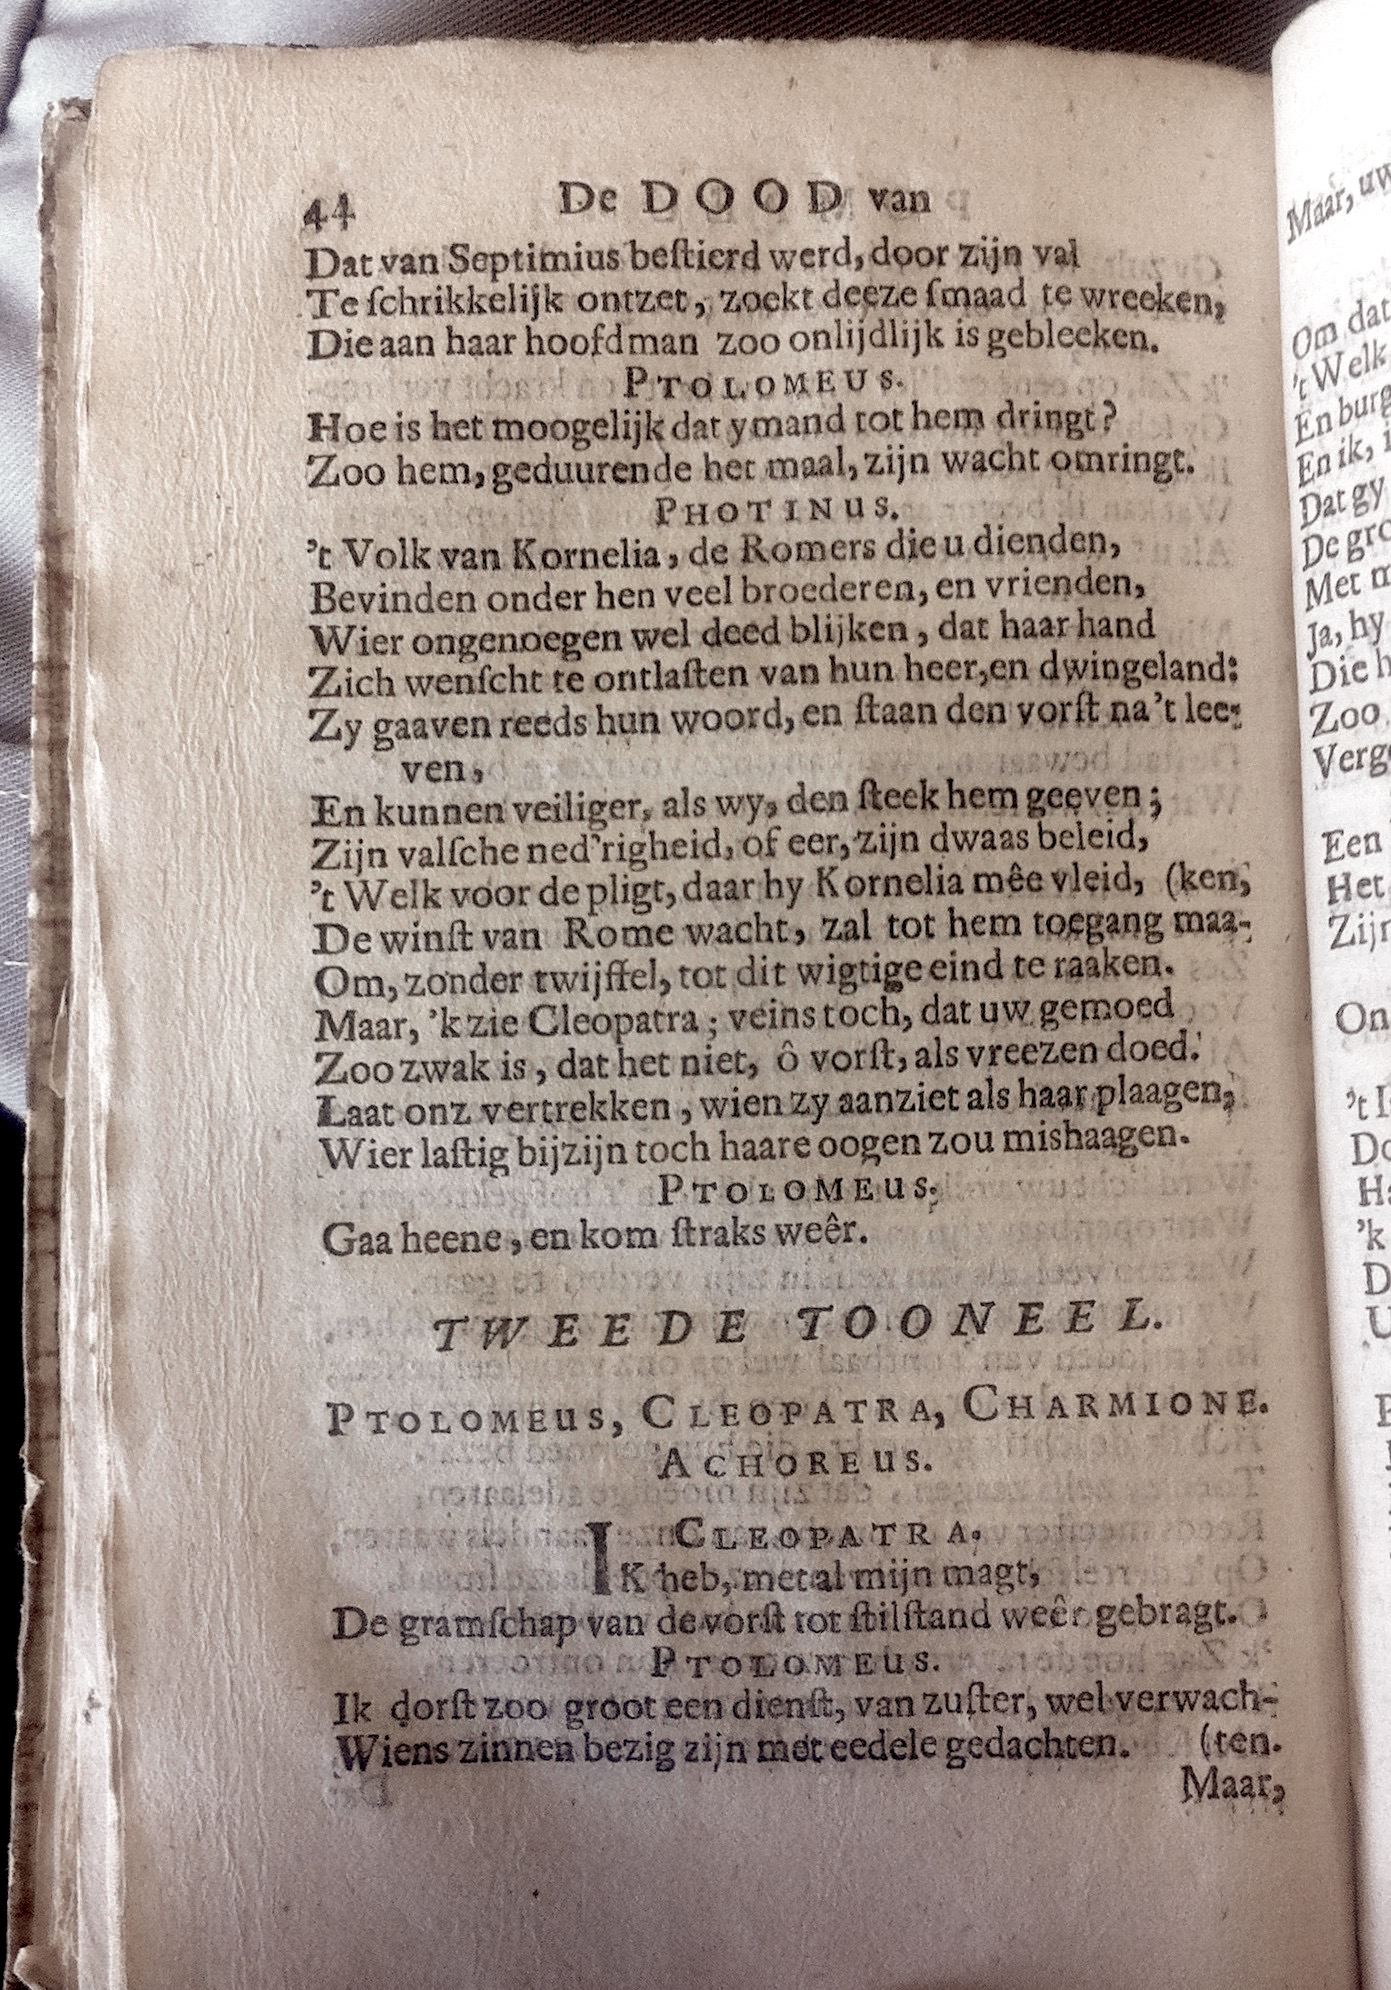 44 De DOOD van
Dat van Septimius beſtierd werd, door zijn val
Te ſchrikkelijk ontzet, zoekt deeze ſmaad te wreeken,
Die aan haar hoofdman zoo onlijdlijk is gebleeken.
PTOLOMEUS.
Hoe is het moogelijk dat ymand tot hem dringt?
Zoo hem, geduurende het maal, zijn wacht omringt.
PHOTINUS.
't Volk van Kornelia, de Romers die u dienden,
Bevinden onder hen veel broederen, en vrienden,
Wier ongenoegen wel deed blijken, dat haar hand
Zich wenſcht te ontlaſten van hun heer, en dwingeland:
Zy gaaven reeds hun woord, en ſtaan den vorſt na 't lee-
ven,
En kunnen veiliger, als wy, den ſteek hem geeven;
Zijn valſche ned'righeid, of eer, zijn dwaas beleid,
't Welk voor de pligt, daar hy Kornelia mêe vleid, (ken,
De winſt van Rome wacht, zal tot hem toegang maa-
Om, zonder twijffel, tot dit wigtige eind te raaken.
Maar, 'k zie Cleopatra; veins toch, dat uw gemoed
Zoo zwak is, dat het niet, ô vorſt, als vreezen doed.
Laat onz vertrekken, wien zy aanziet als haar plaagen,
Wier laſtig bijzijn toch haare oogen zou mishaagen.
PTOLOMEUS.
Gaa heene, en kom ſtraks weêr.
TWEEDE TOONEEL.
PTOLOMEUS, CLEOPATRA, CHARMIONE.
ACHOREUS.
CLEOPATRA.
IK heb, met al mijn magt,
De gramſchap van de vorſt tot ſtilſtand weêr gebragt.
PTOLOMEUS.
Ik dorſt zoo groot een dienſt, van zuſter, wel verwach-
Wiens zinnen bezig zijn met eedele gedachten. (ten.
Maar,
Maar, uw
Om dat
't Welk
En burg
En ik, i
Dat gy
De gro
Met m
Ja, hy
Die h
Zoo
Verg
Een
Het
Zijn
On
't I
Do
Ha
'k
D